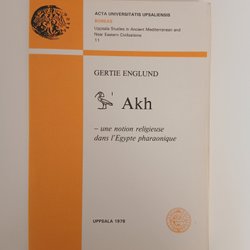 ACTA UNIVERSITATIS UPSALIENSIS
BOREAS
Uppsala Studies in Ancient Mediterranean and
Near Eastern Civilizations
11
GERTIE ENGLUND
Akh
– une notion religieuse
dans l'Égypte pharaonique
UPPSALA 1978